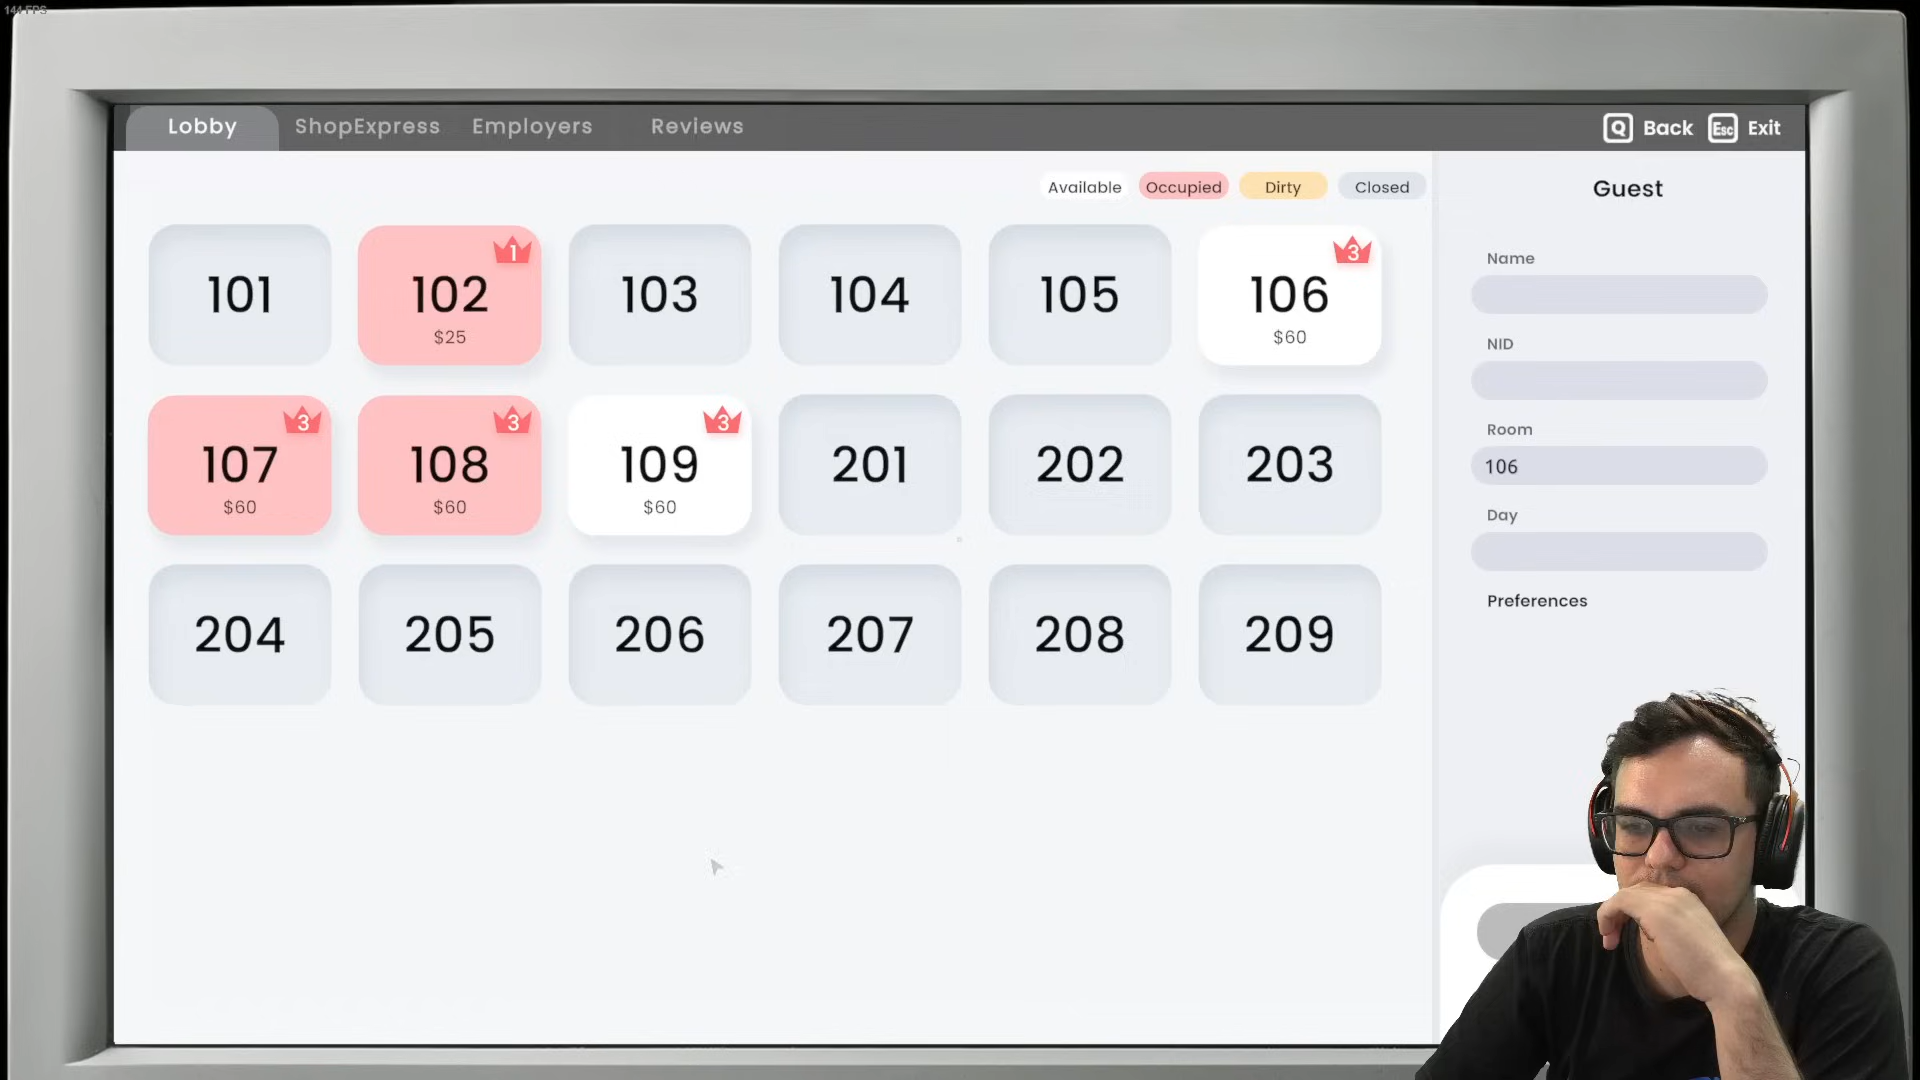 144 FPS
Lobby ShopExpress Employers Reviews
Q Back Esc Exit
Available Occupied Dirty Closed
Guest
101
1
102
$25
103
104
105
3
106
$60
3
107
$60
3
108
$60
3
109
$60
201
202
203
204
205
206
207
208
209
Name
NID
Room
106
Day
Preferences